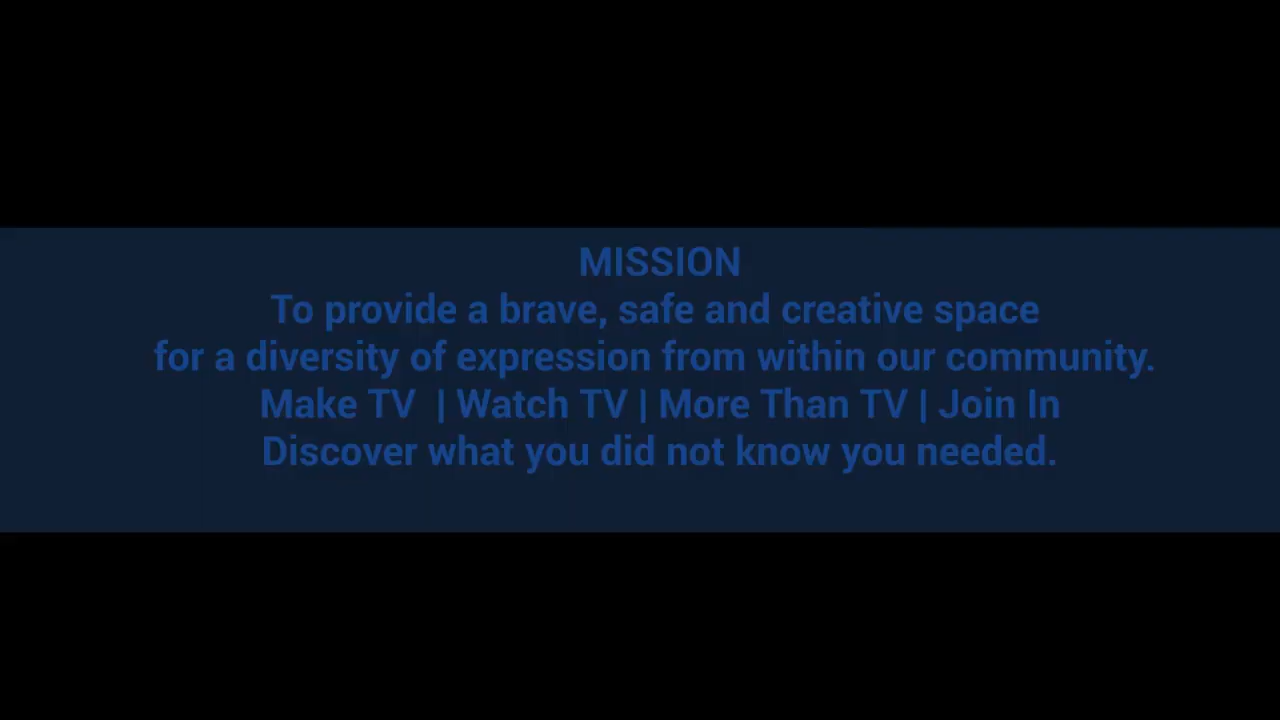 MISSION
To provide a brave, safe and creative space
for a diversity of expression from within our community.
Make TV | Watch TV | More Than TV | Join In
Discover what you did not know you needed.